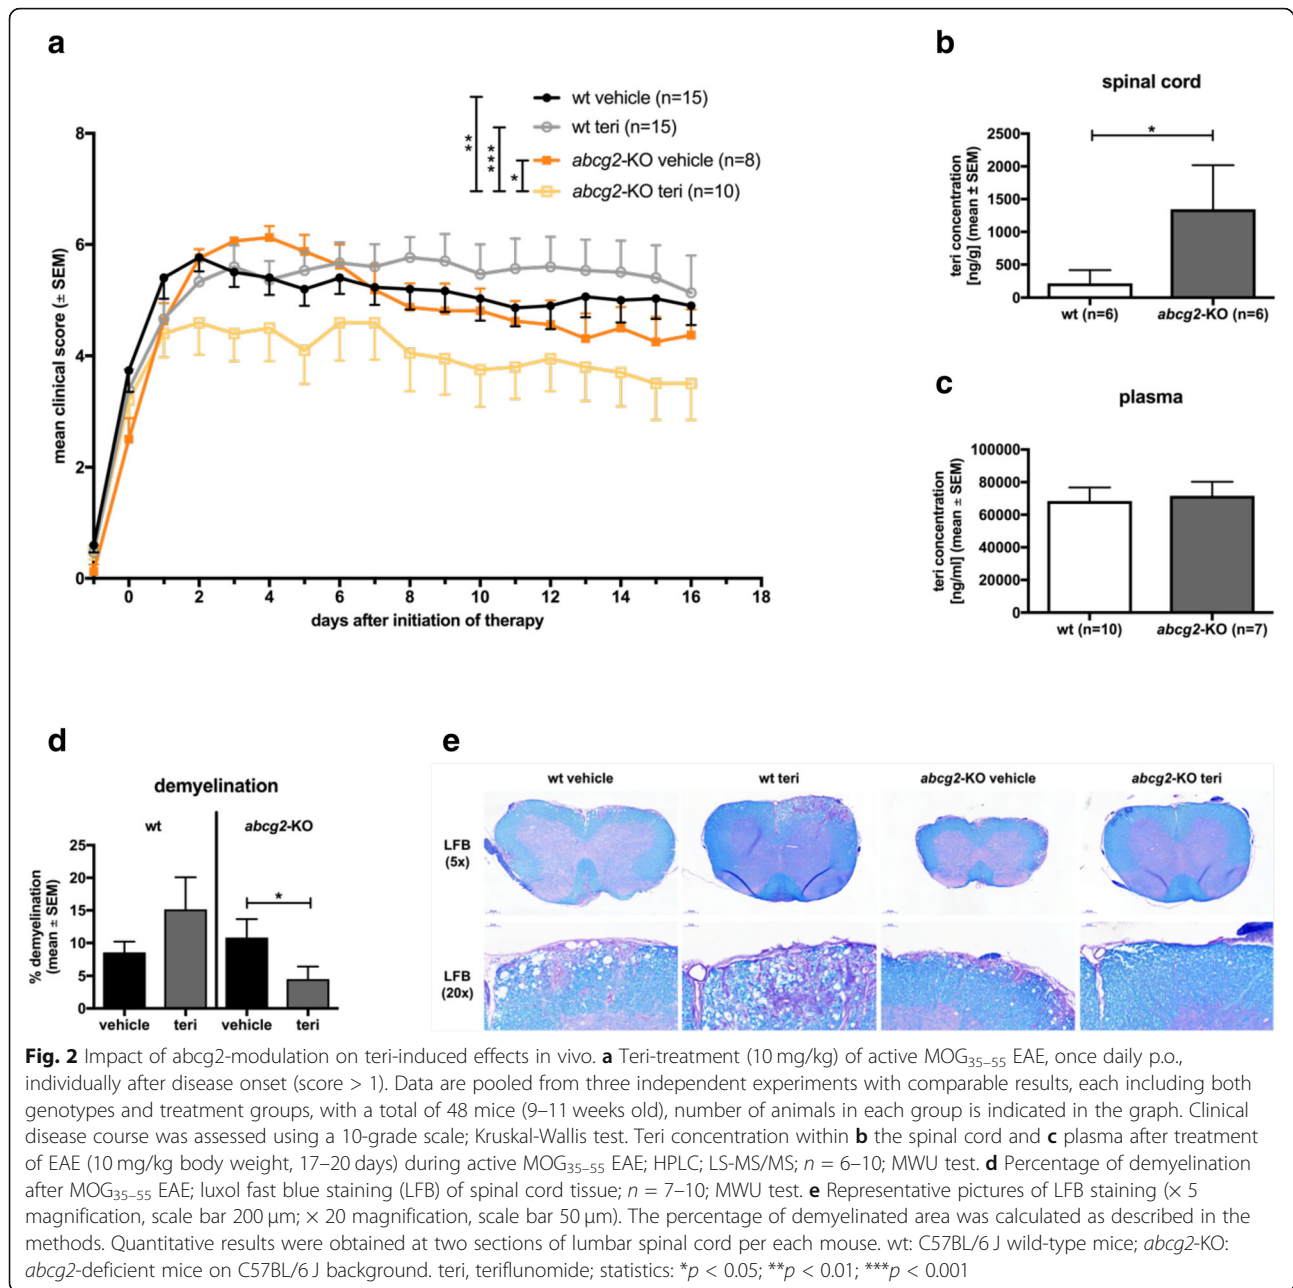 a
wt vehicle (n=15)
wt teri (n=15)
abcg2-KO vehicle (n=8)
abcg2-KO teri (n=10)
**
***
*
mean clinical score (± SEM)
8
6
4
2
0
0 2 4 6 8 10 12 14 16 18
days after initiation of therapy
b
spinal cord
teri concentration
[ng/g] (mean ± SEM)
2500
2000
1500
1000
500
0
*
wt (n=6) abcg2-KO (n=6)
c
plasma
teri concentration
[ng/ml] (mean ± SEM)
100000
80000
60000
40000
20000
0
wt (n=10) abcg2-KO (n=7)
d
demyelination
wt abcg2-KO
% demyelination
(mean ± SEM)
25
20
15
10
5
0
*
vehicle teri vehicle teri
e
wt vehicle wt teri abcg2-KO vehicle abcg2-KO teri
LFB
(5x)
LFB
(20x)
Fig. 2 Impact of abcg2-modulation on teri-induced effects in vivo. a Teri-treatment (10 mg/kg) of active MOG35–55 EAE, once daily p.o.,
individually after disease onset (score > 1). Data are pooled from three independent experiments with comparable results, each including both
genotypes and treatment groups, with a total of 48 mice (9–11 weeks old), number of animals in each group is indicated in the graph. Clinical
disease course was assessed using a 10-grade scale; Kruskal-Wallis test. Teri concentration within b the spinal cord and c plasma after treatment
of EAE (10 mg/kg body weight, 17–20 days) during active MOG35–55 EAE; HPLC; LS-MS/MS; n = 6–10; MWU test. d Percentage of demyelination
after MOG35–55 EAE; luxol fast blue staining (LFB) of spinal cord tissue; n = 7–10; MWU test. e Representative pictures of LFB staining (× 5
magnification, scale bar 200 μm; × 20 magnification, scale bar 50 μm). The percentage of demyelinated area was calculated as described in the
methods. Quantitative results were obtained at two sections of lumbar spinal cord per each mouse. wt: C57BL/6 J wild-type mice; abcg2-KO:
abcg2-deficient mice on C57BL/6 J background. teri, teriflunomide; statistics: *p < 0.05; **p < 0.01; ***p < 0.001